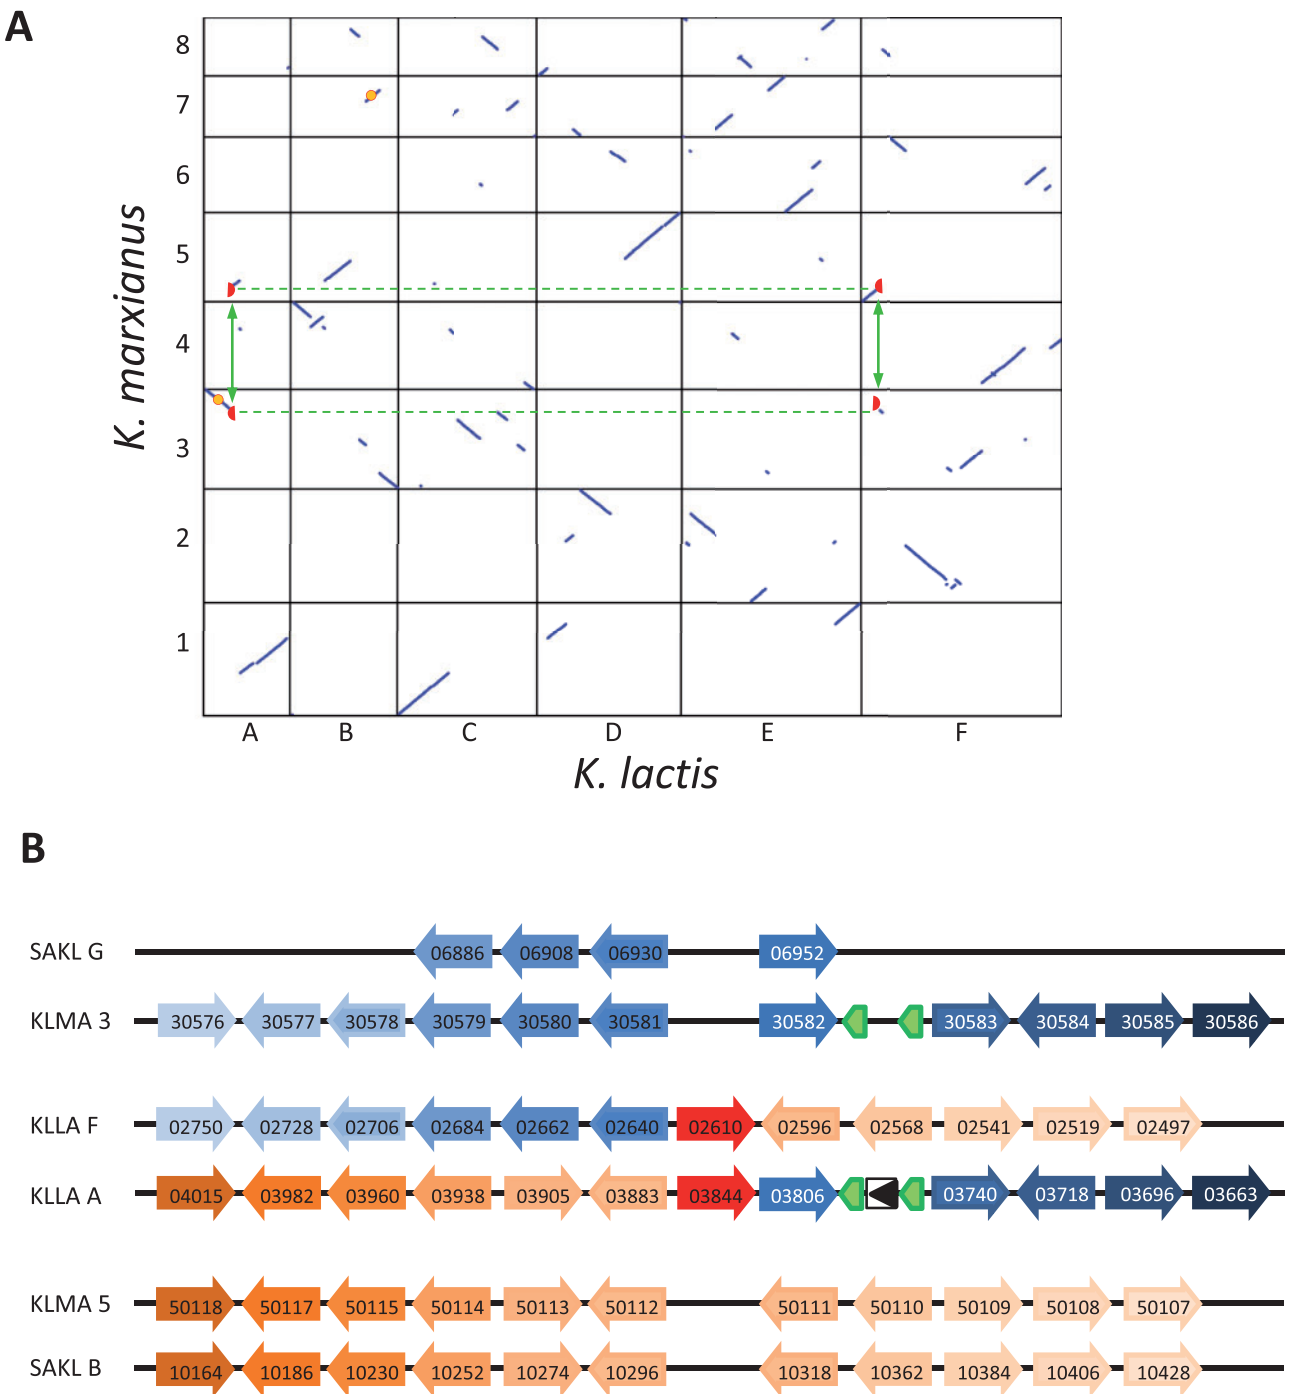 A
8
7
6
5
4
3
2
1
K. marxianus
A B C D E F
K. lactis
B
SAKL G 06886 06908 06930 06952
KLMA 3 30576 30577 30578 30579 30580 30581 30582 30583 30584 30585 30586
KLLA F 02750 02728 02706 02684 02662 02640 02610 02596 02568 02541 02519 02497
KLLA A 04015 03982 03960 03938 03905 03883 03844 03806 03740 03718 03696 03663
KLMA 5 50118 50117 50115 50114 50113 50112 50111 50110 50109 50108 50107
SAKL B 10164 10186 10230 10252 10274 10296 10318 10362 10384 10406 10428